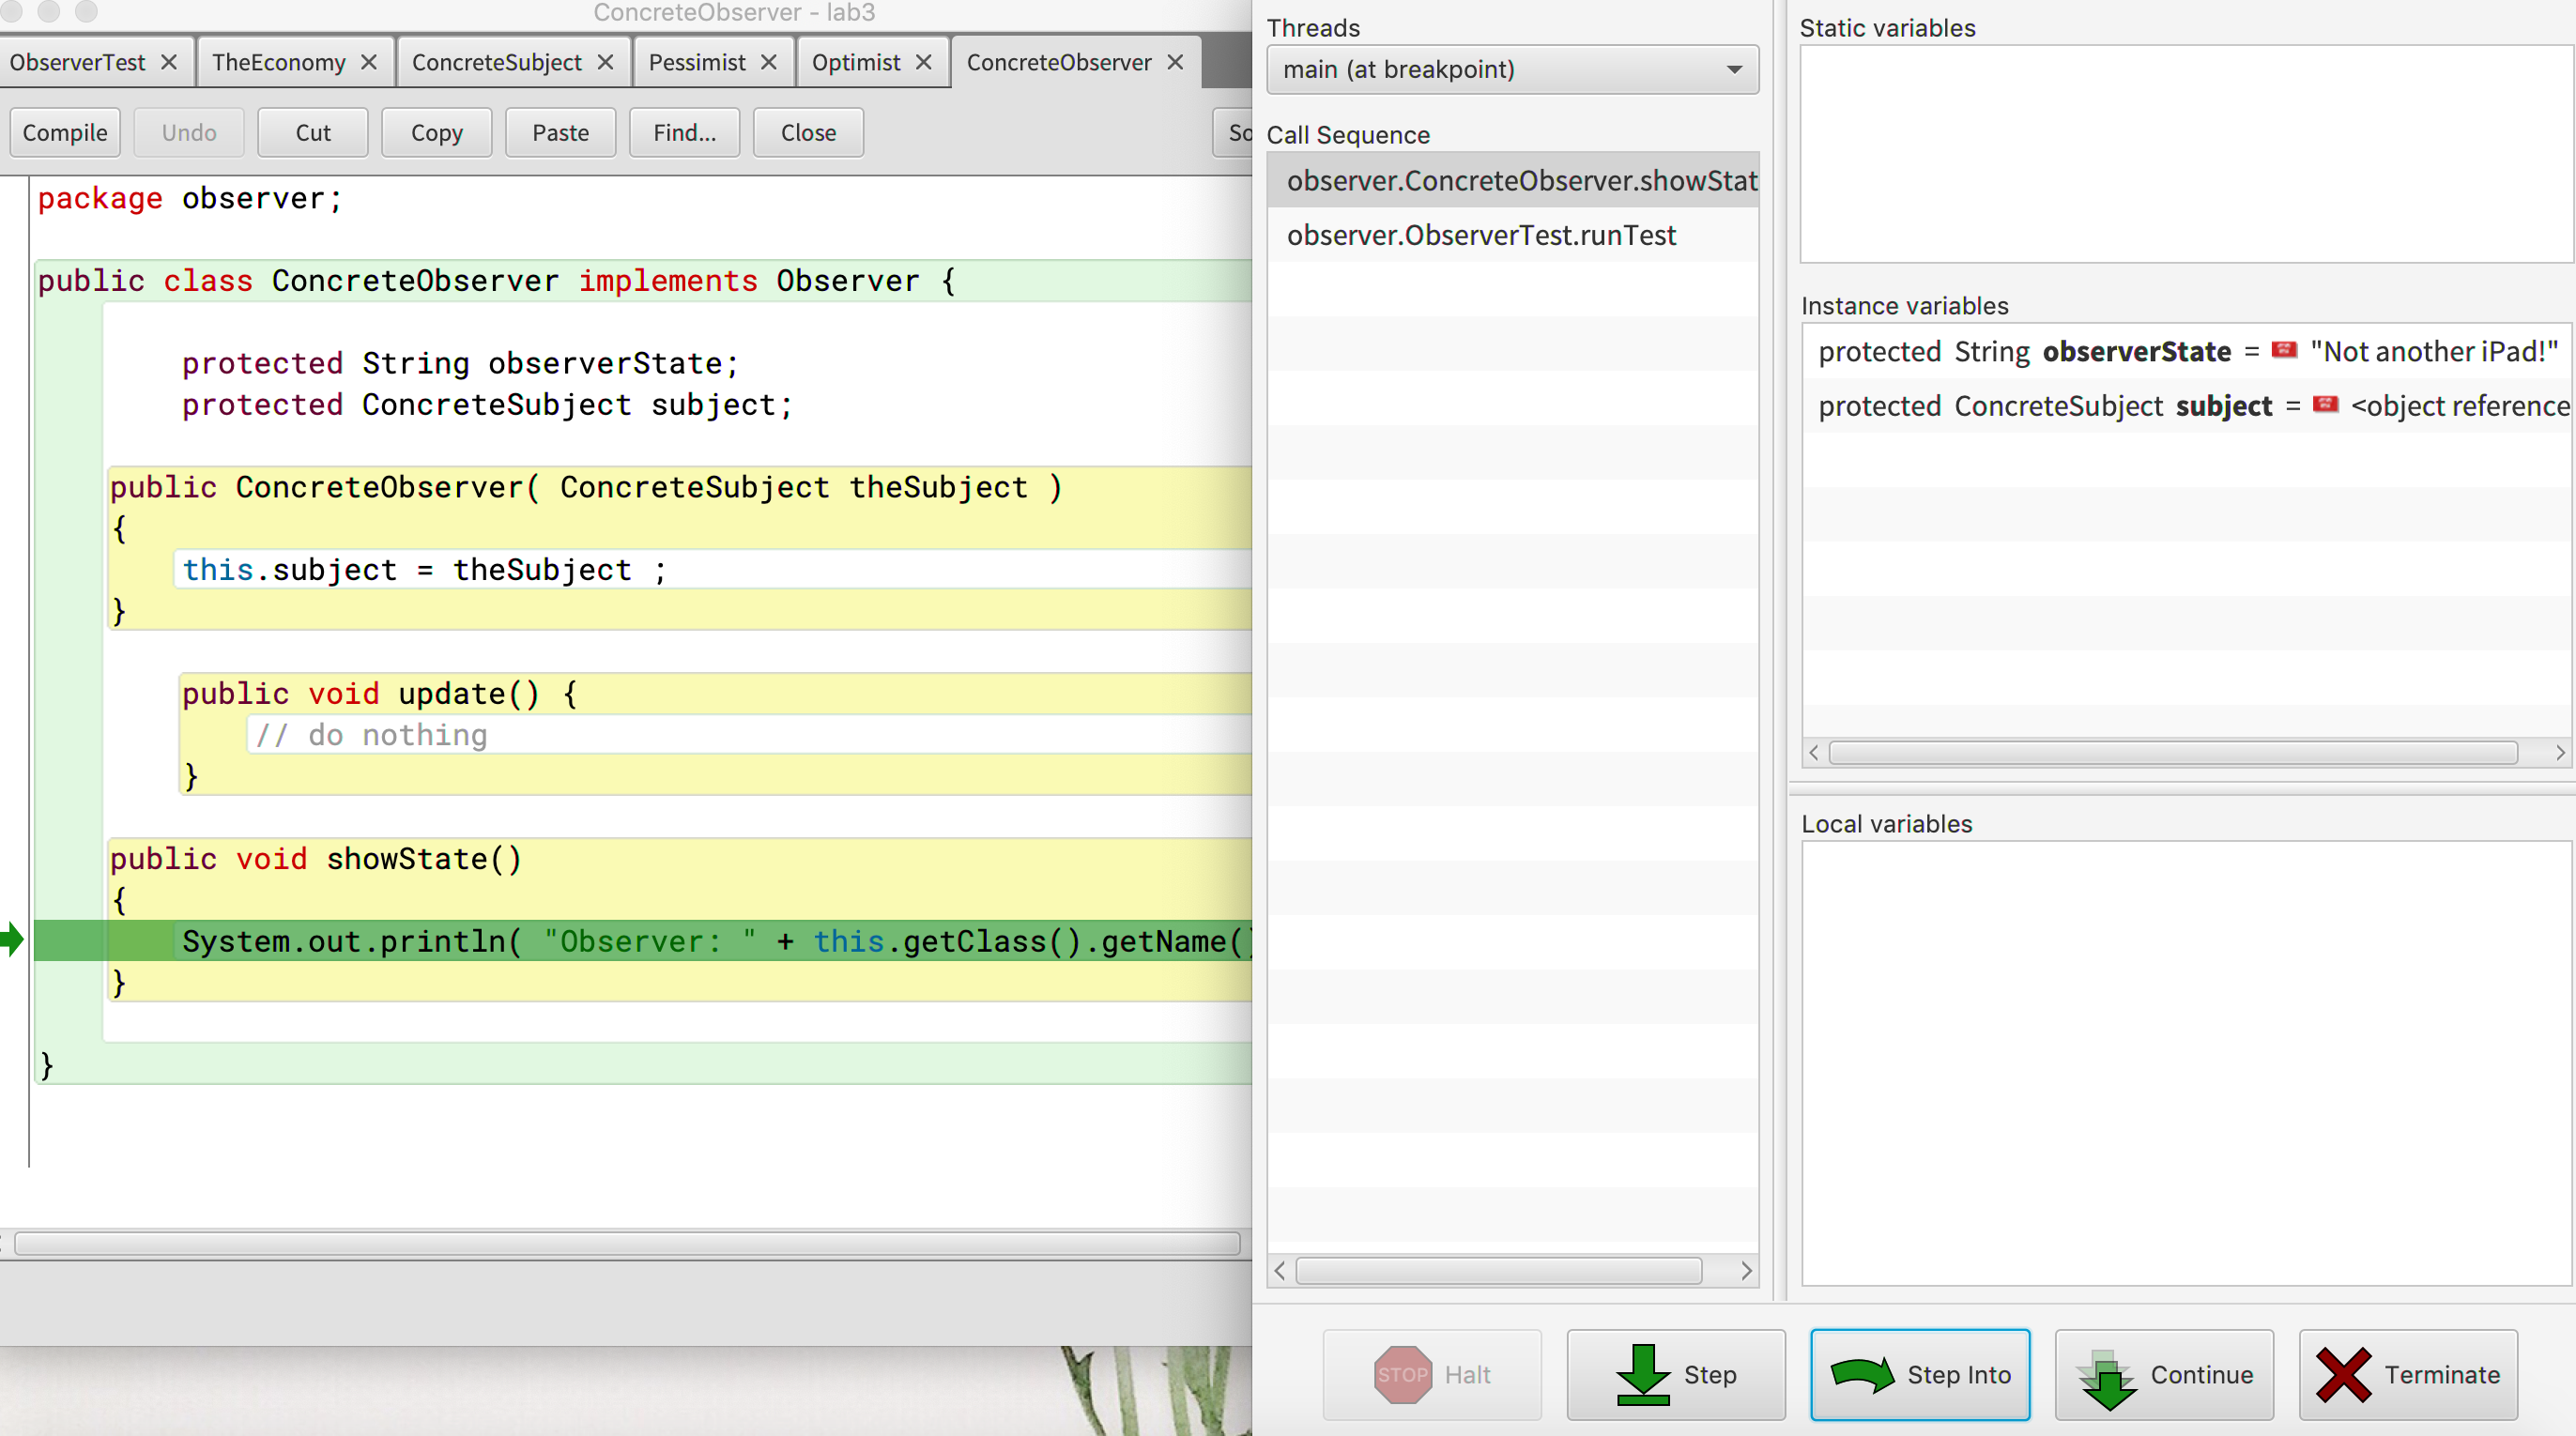 ConcreteObserver - lab3
ObserverTest TheEconomy ConcreteSubject Pessimist Optimist ConcreteObserver
Compile Undo Cut Copy Paste Find... Close So
package observer;
public class ConcreteObserver implements Observer {
protected String observerState;
protected ConcreteSubject subject;
public ConcreteObserver( ConcreteSubject theSubject )
{
this.subject = theSubject ;
}
public void update() {
// do nothing
}
public void showState()
{
System.out.println( "Observer: " + this.getClass().getName()
}
}
Threads
main (at breakpoint)
Call Sequence
observer.ConcreteObserver.showStat
observer.ObserverTest.runTest
Static variables
Instance variables
protected String observerState = "Not another iPad!"
protected ConcreteSubject subject = <object reference
Local variables
STOP Halt Step Step Into Continue Terminate